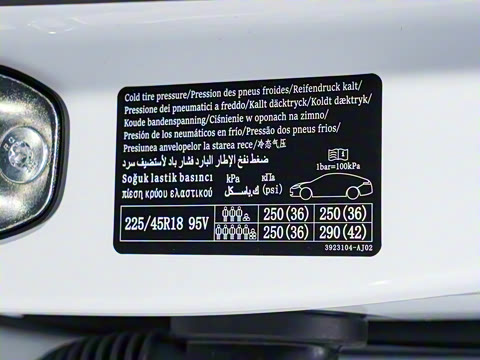 Cold tire pressure/Pression des pneus froides/Reifendruck kalt/
Pressione dei pneumatici a freddo/Kallt däcktryck/Koldt dæktryk/
Koude bandenspanning/Ciśnienie w oponach na zimno/
Presión de los neumáticos en frío/Pressão dos pneus frios/
Presiunea anvelopelor la starea rece/冷态气压
ضغط نفخ الإطار البارد فشار باد لاستیف سرد
Soğuk lastik basıncı kPa кПа 1bar=100kPa
πίεση κρύου ελαστικού ك.باسكل (psi)
225/45R18 95V 250(36) 250(36)
250(36) 290(42)
3923104-AJ02